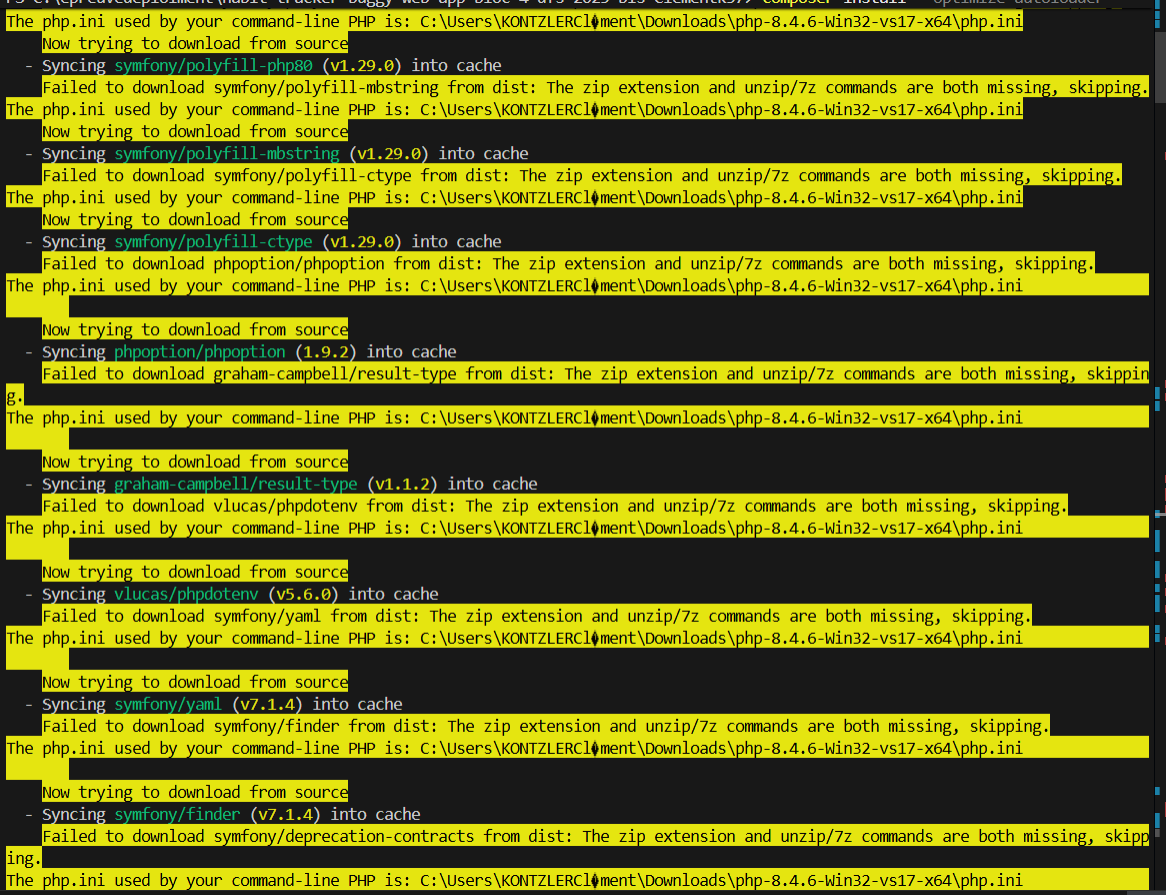 The php.ini used by your command-line PHP is: C:\Users\KONTZLERCl�ment\Downloads\php-8.4.6-Win32-vs17-x64\php.ini
Now trying to download from source
- Syncing symfony/polyfill-php80 (v1.29.0) into cache
Failed to download symfony/polyfill-mbstring from dist: The zip extension and unzip/7z commands are both missing, skipping.
The php.ini used by your command-line PHP is: C:\Users\KONTZLERCl�ment\Downloads\php-8.4.6-Win32-vs17-x64\php.ini
Now trying to download from source
- Syncing symfony/polyfill-mbstring (v1.29.0) into cache
Failed to download symfony/polyfill-ctype from dist: The zip extension and unzip/7z commands are both missing, skipping.
The php.ini used by your command-line PHP is: C:\Users\KONTZLERCl�ment\Downloads\php-8.4.6-Win32-vs17-x64\php.ini
Now trying to download from source
- Syncing symfony/polyfill-ctype (v1.29.0) into cache
Failed to download phpoption/phpoption from dist: The zip extension and unzip/7z commands are both missing, skipping.
The php.ini used by your command-line PHP is: C:\Users\KONTZLERCl�ment\Downloads\php-8.4.6-Win32-vs17-x64\php.ini
Now trying to download from source
- Syncing phpoption/phpoption (1.9.2) into cache
Failed to download graham-campbell/result-type from dist: The zip extension and unzip/7z commands are both missing, skippin
g.
The php.ini used by your command-line PHP is: C:\Users\KONTZLERCl�ment\Downloads\php-8.4.6-Win32-vs17-x64\php.ini
Now trying to download from source
- Syncing graham-campbell/result-type (v1.1.2) into cache
Failed to download vlucas/phpdotenv from dist: The zip extension and unzip/7z commands are both missing, skipping.
The php.ini used by your command-line PHP is: C:\Users\KONTZLERCl�ment\Downloads\php-8.4.6-Win32-vs17-x64\php.ini
Now trying to download from source
- Syncing vlucas/phpdotenv (v5.6.0) into cache
Failed to download symfony/yaml from dist: The zip extension and unzip/7z commands are both missing, skipping.
The php.ini used by your command-line PHP is: C:\Users\KONTZLERCl�ment\Downloads\php-8.4.6-Win32-vs17-x64\php.ini
Now trying to download from source
- Syncing symfony/yaml (v7.1.4) into cache
Failed to download symfony/finder from dist: The zip extension and unzip/7z commands are both missing, skipping.
The php.ini used by your command-line PHP is: C:\Users\KONTZLERCl�ment\Downloads\php-8.4.6-Win32-vs17-x64\php.ini
Now trying to download from source
- Syncing symfony/finder (v7.1.4) into cache
Failed to download symfony/deprecation-contracts from dist: The zip extension and unzip/7z commands are both missing, skipp
ing.
The php.ini used by your command-line PHP is: C:\Users\KONTZLERCl�ment\Downloads\php-8.4.6-Win32-vs17-x64\php.ini